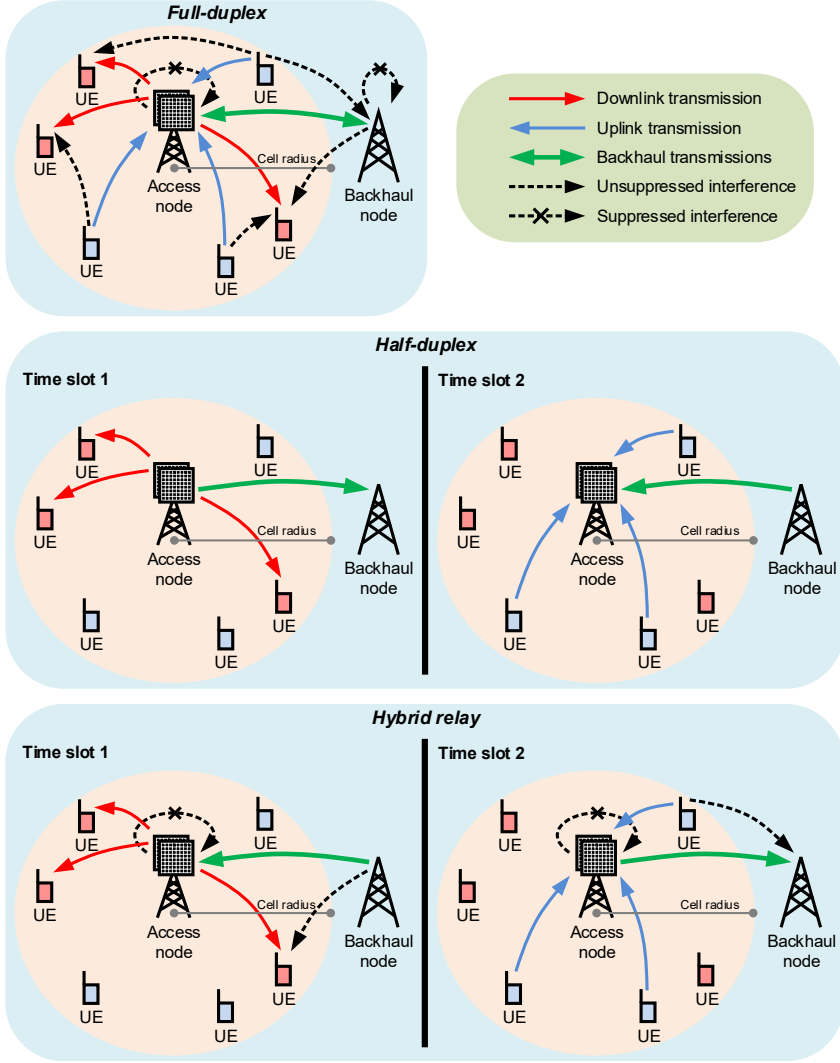 Full-duplex
UE
UE
UE
UE
UE
UE
Access
node
Cell radius
Backhaul
node
Downlink transmission
Uplink transmission
Backhaul transmissions
Unsuppressed interference
Suppressed interference
Half-duplex
Time slot 1
UE
UE
UE
UE
UE
UE
Access
node
Cell radius
Backhaul
node
Time slot 2
UE
UE
UE
UE
UE
UE
Access
node
Cell radius
Backhaul
node
Hybrid relay
Time slot 1
UE
UE
UE
UE
UE
UE
Access
node
Cell radius
Backhaul
node
Time slot 2
UE
UE
UE
UE
UE
UE
Access
node
Cell radius
Backhaul
node